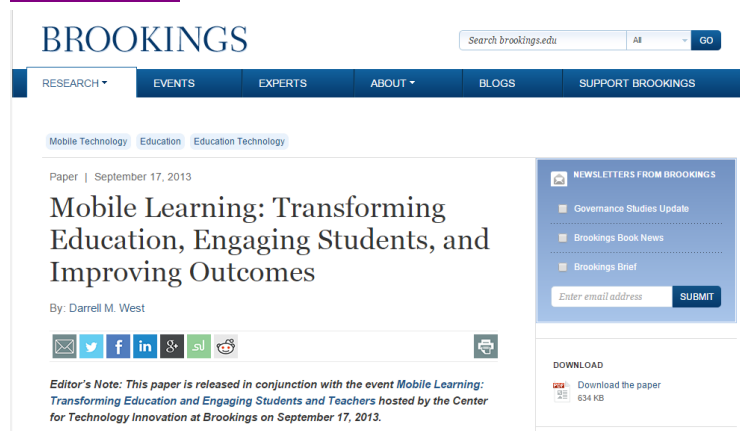 BROOKINGS
Search brookings.edu
All
GO
RESEARCH
EVENTS
EXPERTS
ABOUT
BLOGS
SUPPORT BROOKINGS
Mobile Technology
Education
Education Technology
Paper | September 17, 2013
Mobile Learning: Transforming
Education, Engaging Students, and
Improving Outcomes
By: Darrell M. West
Editor's Note: This paper is released in conjunction with the event Mobile Learning:
Transforming Education and Engaging Students and Teachers hosted by the Center
for Technology Innovation at Brookings on September 17, 2013.
NEWSLETTERS FROM BROOKINGS
Governance Studies Update
Brookings Book News
Brookings Brief
Enter email address
SUBMIT
DOWNLOAD
Download the paper
634 KB